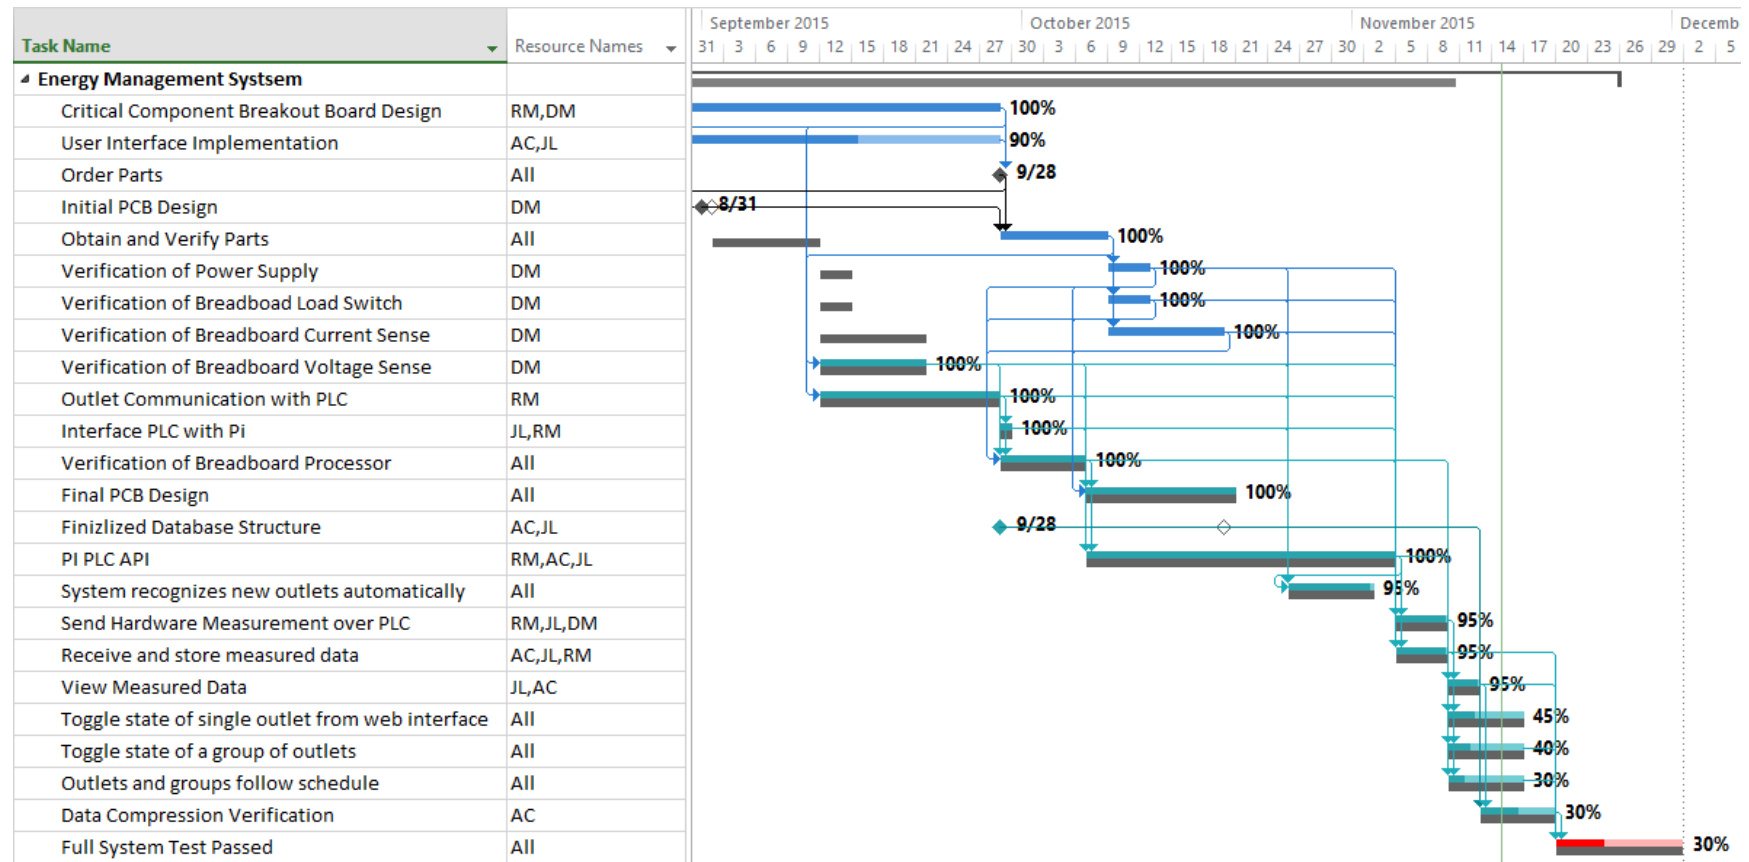 September 2015 October 2015 November 2015 Decemb
Task Name Resource Names 31 3 6 9 12 15 18 21 24 27 30 3 6 9 12 15 18 21 24 27 30 2 5 8 11 14 17 20 23 26 29 2 5
Energy Management Systsem
Critical Component Breakout Board Design RM,DM 100%
User Interface Implementation AC,JL 90%
Order Parts All 9/28
Initial PCB Design DM 8/31
Obtain and Verify Parts All 100%
Verification of Power Supply DM 100%
Verification of Breadboad Load Switch DM 100%
Verification of Breadboard Current Sense DM 100%
Verification of Breadboard Voltage Sense DM 100%
Outlet Communication with PLC RM 100%
Interface PLC with Pi JL,RM 100%
Verification of Breadboard Processor All 100%
Final PCB Design All 100%
Finizlized Database Structure AC,JL 9/28
PI PLC API RM,AC,JL 100%
System recognizes new outlets automatically All 95%
Send Hardware Measurement over PLC RM,JL,DM 95%
Receive and store measured data AC,JL,RM 95%
View Measured Data JL,AC 95%
Toggle state of single outlet from web interface All 45%
Toggle state of a group of outlets All 40%
Outlets and groups follow schedule All 30%
Data Compression Verification AC 30%
Full System Test Passed All 30%